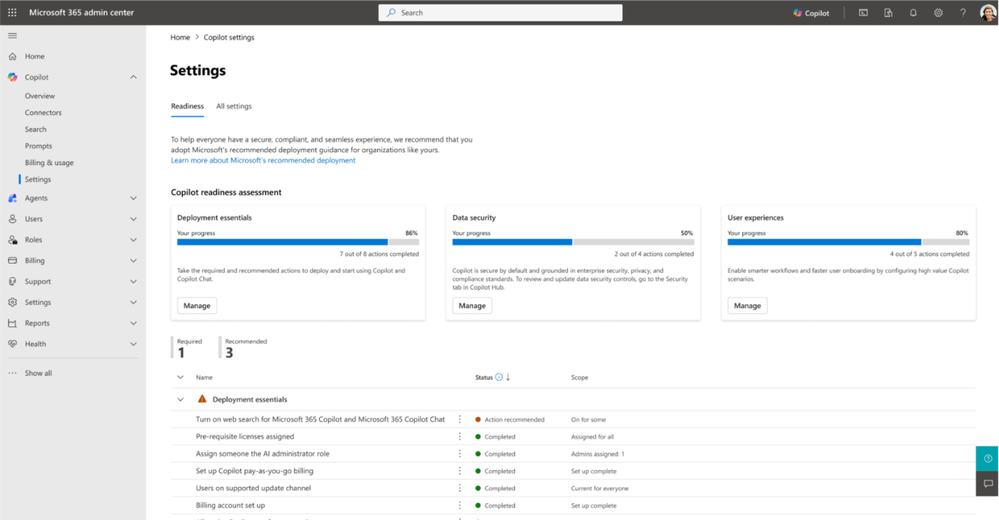 Microsoft 365 admin center
Search
Copilot
Home
Copilot
Overview
Connectors
Search
Prompts
Billing & usage
Settings
Agents
Users
Roles
Billing
Support
Settings
Reports
Health
Show all
Home > Copilot settings
Settings
Readiness All settings
To help everyone have a secure, compliant, and seamless experience, we recommend that you
adopt Microsoft's recommended deployment guidance for organizations like yours.
Learn more about Microsoft's recommended deployment
Copilot readiness assessment
Deployment essentials
Your progress 86%
7 out of 8 actions completed
Take the required and recommended actions to deploy and start using Copilot and
Copilot Chat.
Manage
Data security
Your progress 50%
2 out of 4 actions completed
Copilot is secure by default and grounded in enterprise security, privacy, and
compliance standards. To review and update data security controls, go to the Security
tab in Copilot Hub.
Manage
User experiences
Your progress 80%
4 out of 5 actions completed
Enable smarter workflows and faster user onboarding by configuring high value Copilot
scenarios.
Manage
Required
1
Recommended
3
Name Status Scope
Deployment essentials
Turn on web search for Microsoft 365 Copilot and Microsoft 365 Copilot Chat Action recommended On for some
Pre-requisite licenses assigned Completed Assigned for all
Assign someone the AI administrator role Completed Admins assigned: 1
Set up Copilot pay-as-you-go billing Completed Set up complete
Users on supported update channel Completed Current for everyone
Billing account set up Completed Set up complete